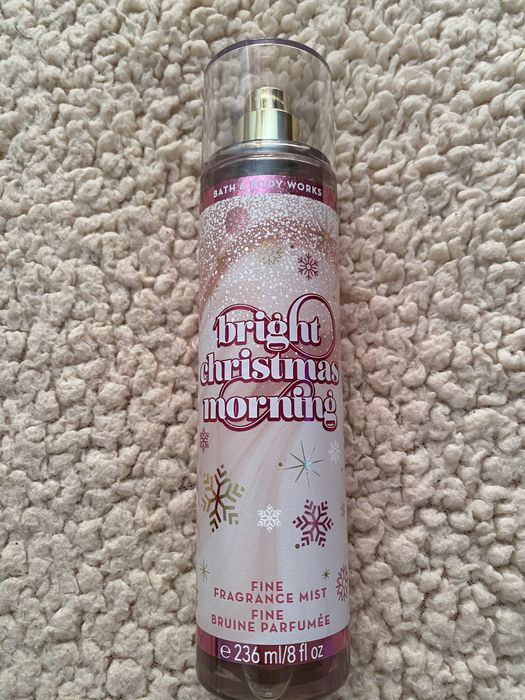 BATH & BODY WORKS
bright
christmas
morning
FINE
FRAGRANCE MIST
FINE
BRUINE PARFUMÉE
℮ 236 ml/8 fl oz